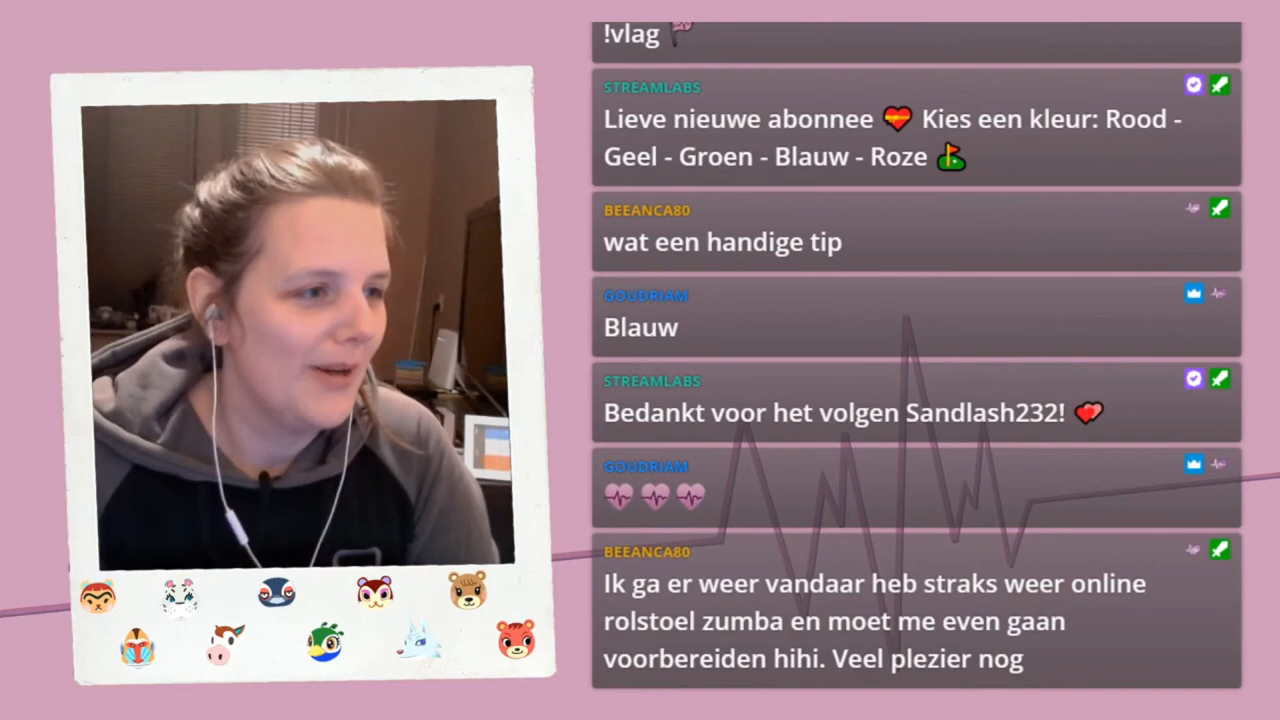 !vlag
STREAMLABS
Lieve nieuwe abonnee 💝 Kies een kleur: Rood -
Geel - Groen - Blauw - Roze ⛳
BEEANCA80
wat een handige tip
GOUDRIAM
Blauw
STREAMLABS
Bedankt voor het volgen Sandlash232! 💕
GOUDRIAM
BEEANCA80
Ik ga er weer vandaar heb straks weer online
rolstoel zumba en moet me even gaan
voorbereiden hihi. Veel plezier nog